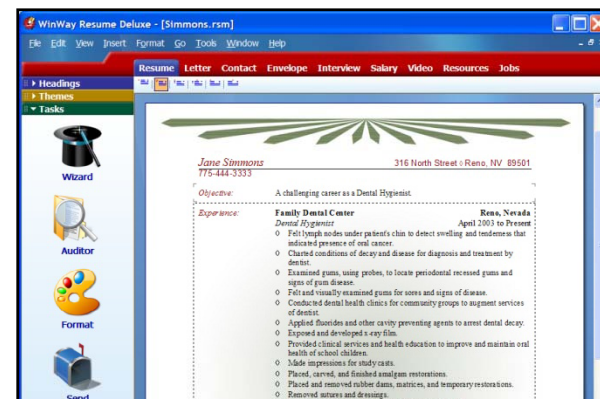 WinWay Resume Deluxe - [Simmons.rsm]
File Edit View Insert Format Go Tools Window Help
Resume Letter Contact Envelope Interview Salary Video Resources Jobs
Headings
Themes
Tasks
Wizard
Auditor
Format
Send
Jane Simmons 316 North Street ◊ Reno, NV 89501
775-444-3333
Objective: A challenging career as a Dental Hygienist.
Experience: Family Dental Center Reno, Nevada
Dental Hygienist April 2003 to Present
◊ Felt lymph nodes under patient's chin to detect swelling and tenderness that
indicated presence of oral cancer.
◊ Charted conditions of decay and disease for diagnosis and treatment by
dentist.
◊ Examined gums, using probes, to locate periodontal recessed gums and
signs of gum disease.
◊ Felt and visually examined gums for sores and signs of disease.
◊ Conducted dental health clinics for community groups to augment services
of dentist.
◊ Applied fluorides and other cavity preventing agents to arrest dental decay.
◊ Exposed and developed x-ray film.
◊ Provided clinical services and health education to improve and maintain oral
health of school children.
◊ Made impressions for study casts.
◊ Placed, carved, and finished amalgam restorations.
◊ Placed and removed rubber dams, matrices, and temporary restorations.
◊ Removed sutures and dressings.